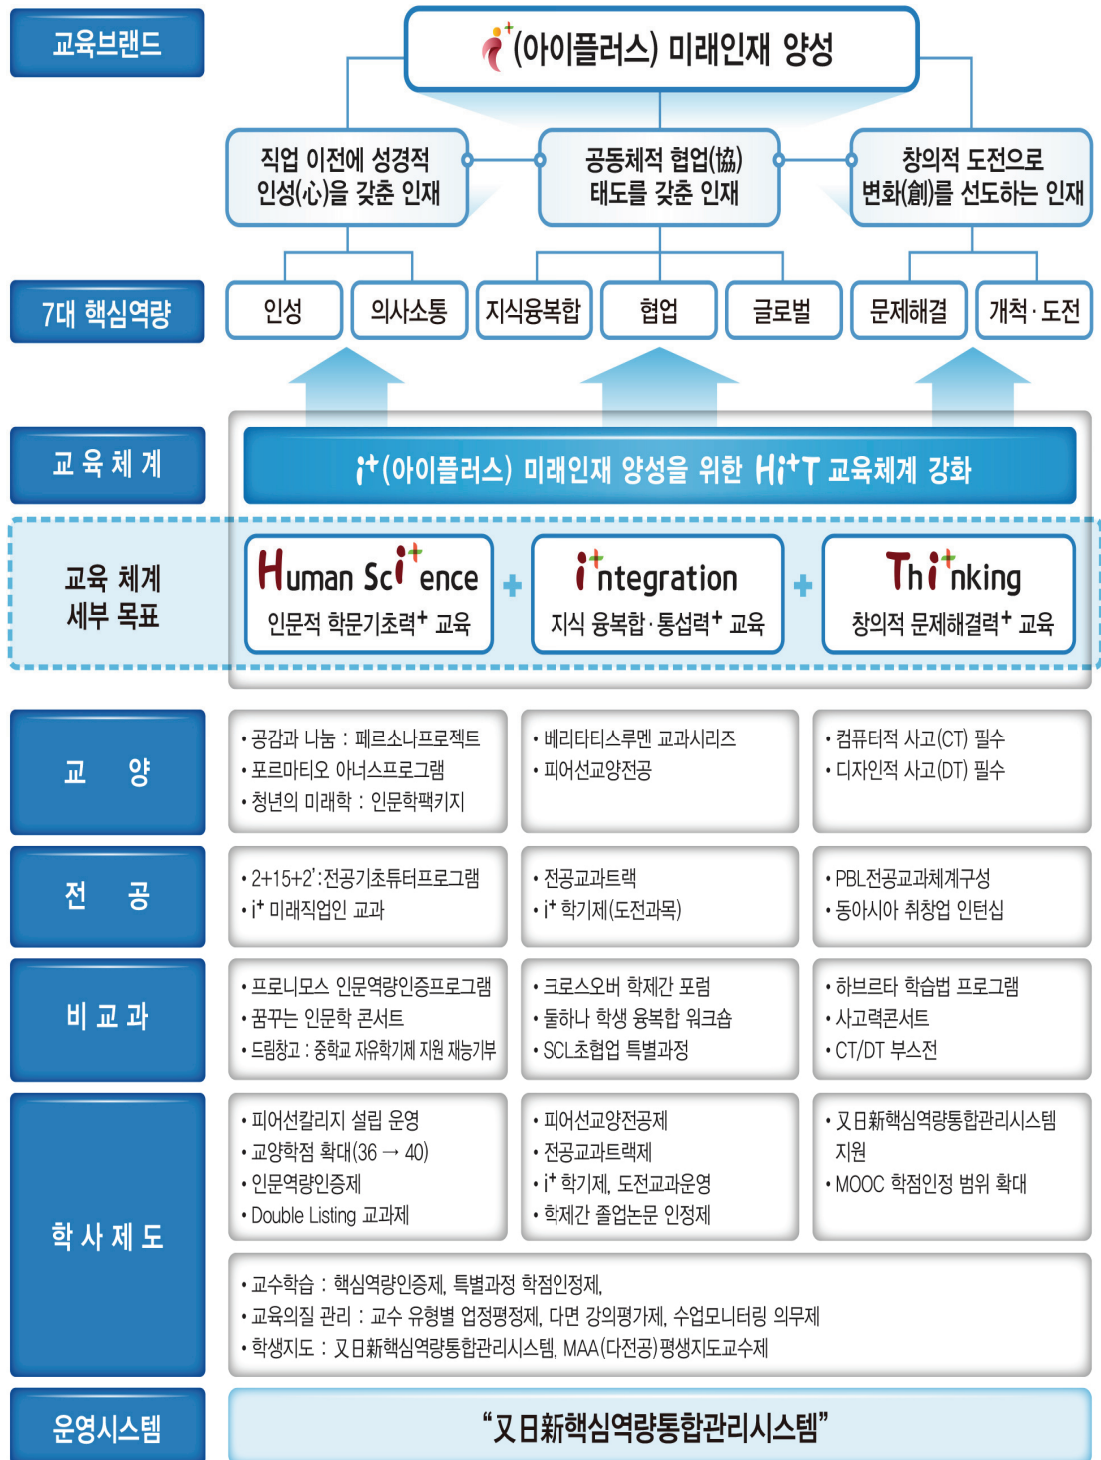 교육브랜드
i+(아이플러스) 미래인재 양성
직업 이전에 성경적
인성(心)을 갖춘 인재
공동체적 협업(協)
태도를 갖춘 인재
창의적 도전으로
변화(創)를 선도하는 인재
7대 핵심역량
인성
의사소통
지식융복합
협업
글로벌
문제해결
개척·도전
교육체계
i+(아이플러스) 미래인재 양성을 위한 Hi+T 교육체계 강화
교육 체계
세부 목표
Human Sci+ence
인문적 학문기초력+ 교육
+
i+ntegration
지식 융복합·통섭력+ 교육
+
Thi+nking
창의적 문제해결력+ 교육
교 양
• 공감과 나눔 : 페르소나프로젝트
• 포르마티오 아너스프로그램
• 청년의 미래학 : 인문학팩키지
• 베리타티스루멘 교과시리즈
• 피어선교양전공
• 컴퓨터적 사고(CT) 필수
• 디자인적 사고(DT) 필수
전 공
• 2+15+2':전공기초튜터프로그램
• i+ 미래직업인 교과
• 전공교과트랙
• i+ 학기제(도전과목)
• PBL전공교과체계구성
• 동아시아 취창업 인턴십
비교과
• 프로니모스 인문역량인증프로그램
• 꿈꾸는 인문학 콘서트
• 드림창고 : 중학교 자유학기제 지원 재능기부
• 크로스오버 학제간 포럼
• 둘하나 학생 융복합 워크숍
• SCL초협업 특별과정
• 하브르타 학습법 프로그램
• 사고력콘서트
• CT/DT 부스전
학사제도
• 피어선칼리지 설립 운영
• 교양학점 확대(36 → 40)
• 인문역량인증제
• Double Listing 교과제
• 피어선교양전공제
• 전공교과트랙제
• i+ 학기제, 도전교과운영
• 학제간 졸업논문 인정제
• 又日新핵심역량통합관리시스템
지원
• MOOC 학점인정 범위 확대
• 교수학습 : 핵심역량인증제, 특별과정 학점인정제,
• 교육의질 관리 : 교수 유형별 업정평정제, 다면 강의평가제, 수업모니터링 의무제
• 학생지도 : 又日新핵심역량통합관리시스템, MAA(다전공)평생지도교수제
운영시스템
“又日新핵심역량통합관리시스템”